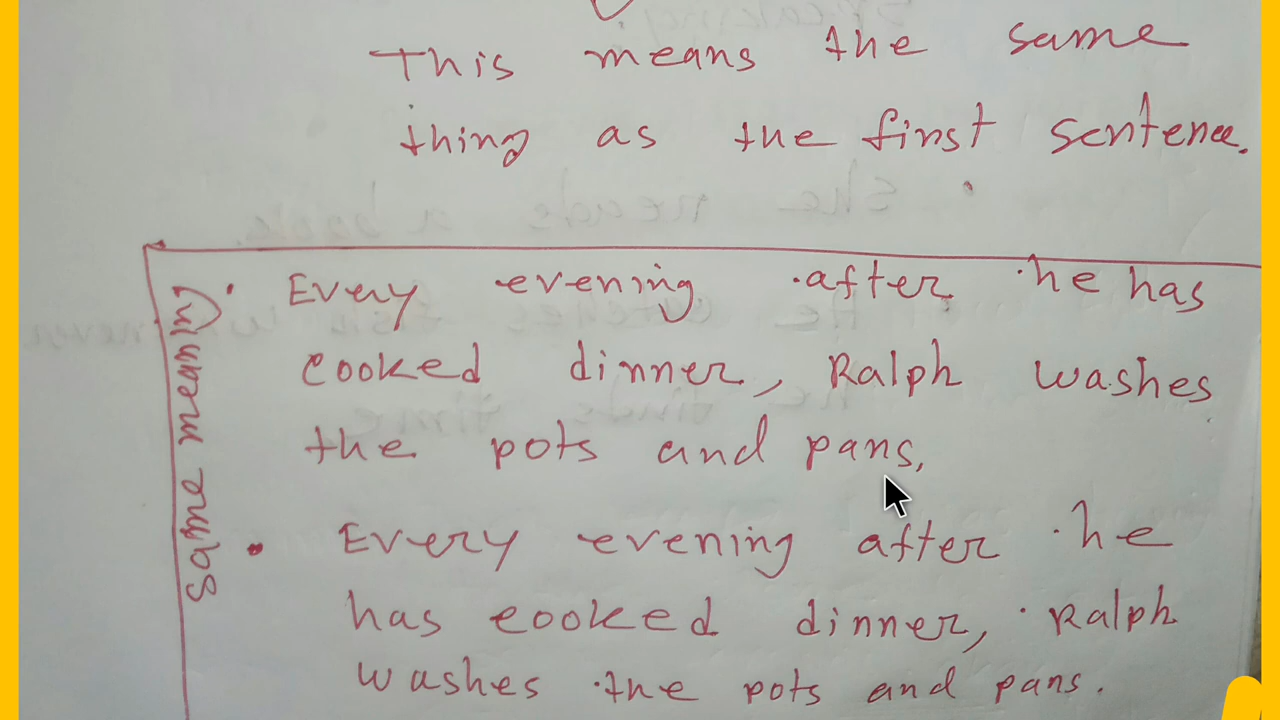 This means the same
thing as the first sentence.
Same meaning
• Every evening after he has
cooked dinner, Ralph washes
the pots and pans.
• Every evening after he
has cooked dinner, Ralph
washes the pots and pans.